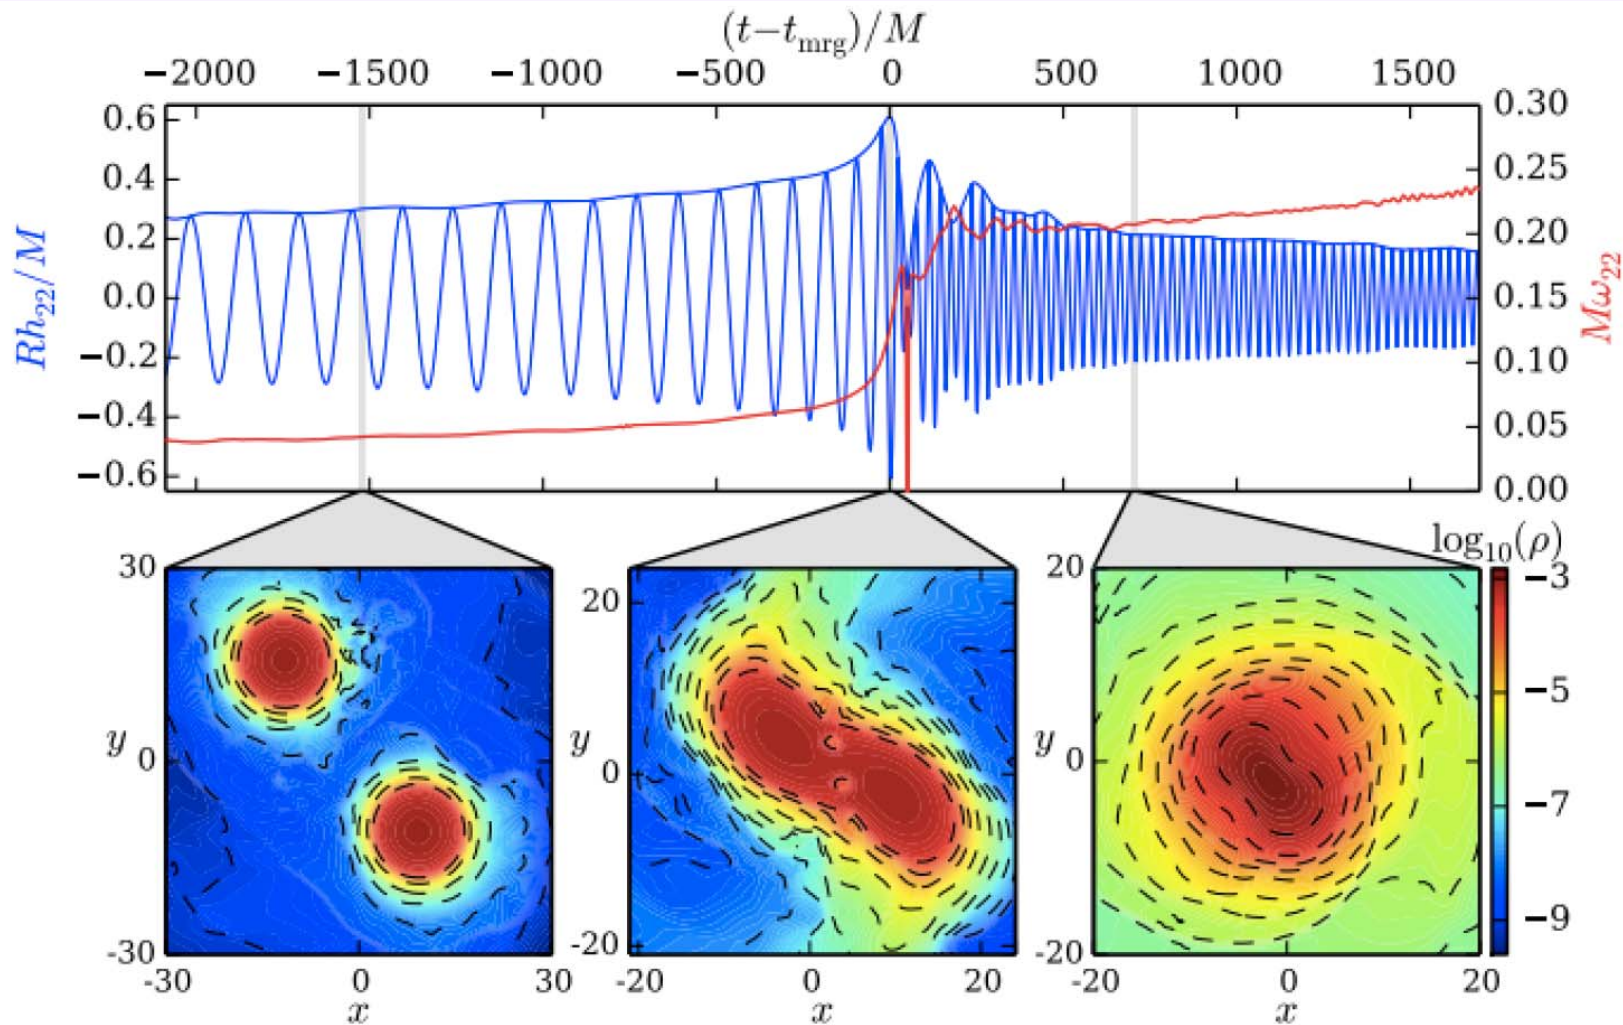 (t−t_mrg)/M
−2000 −1500 −1000 −500 0 500 1000 1500
0.6 0.30
0.4 0.25
0.2 0.20
0.0 0.15
−0.2 0.10
−0.4 0.05
−0.6 0.00
Rh_22/M
Mω_22
log_10(ρ)
30 20 20 −3
−5
y 0 y 0 y 0
−7
−9
-30 -20 -20
-30 0 30 -20 0 20 -20 0 20
x x x